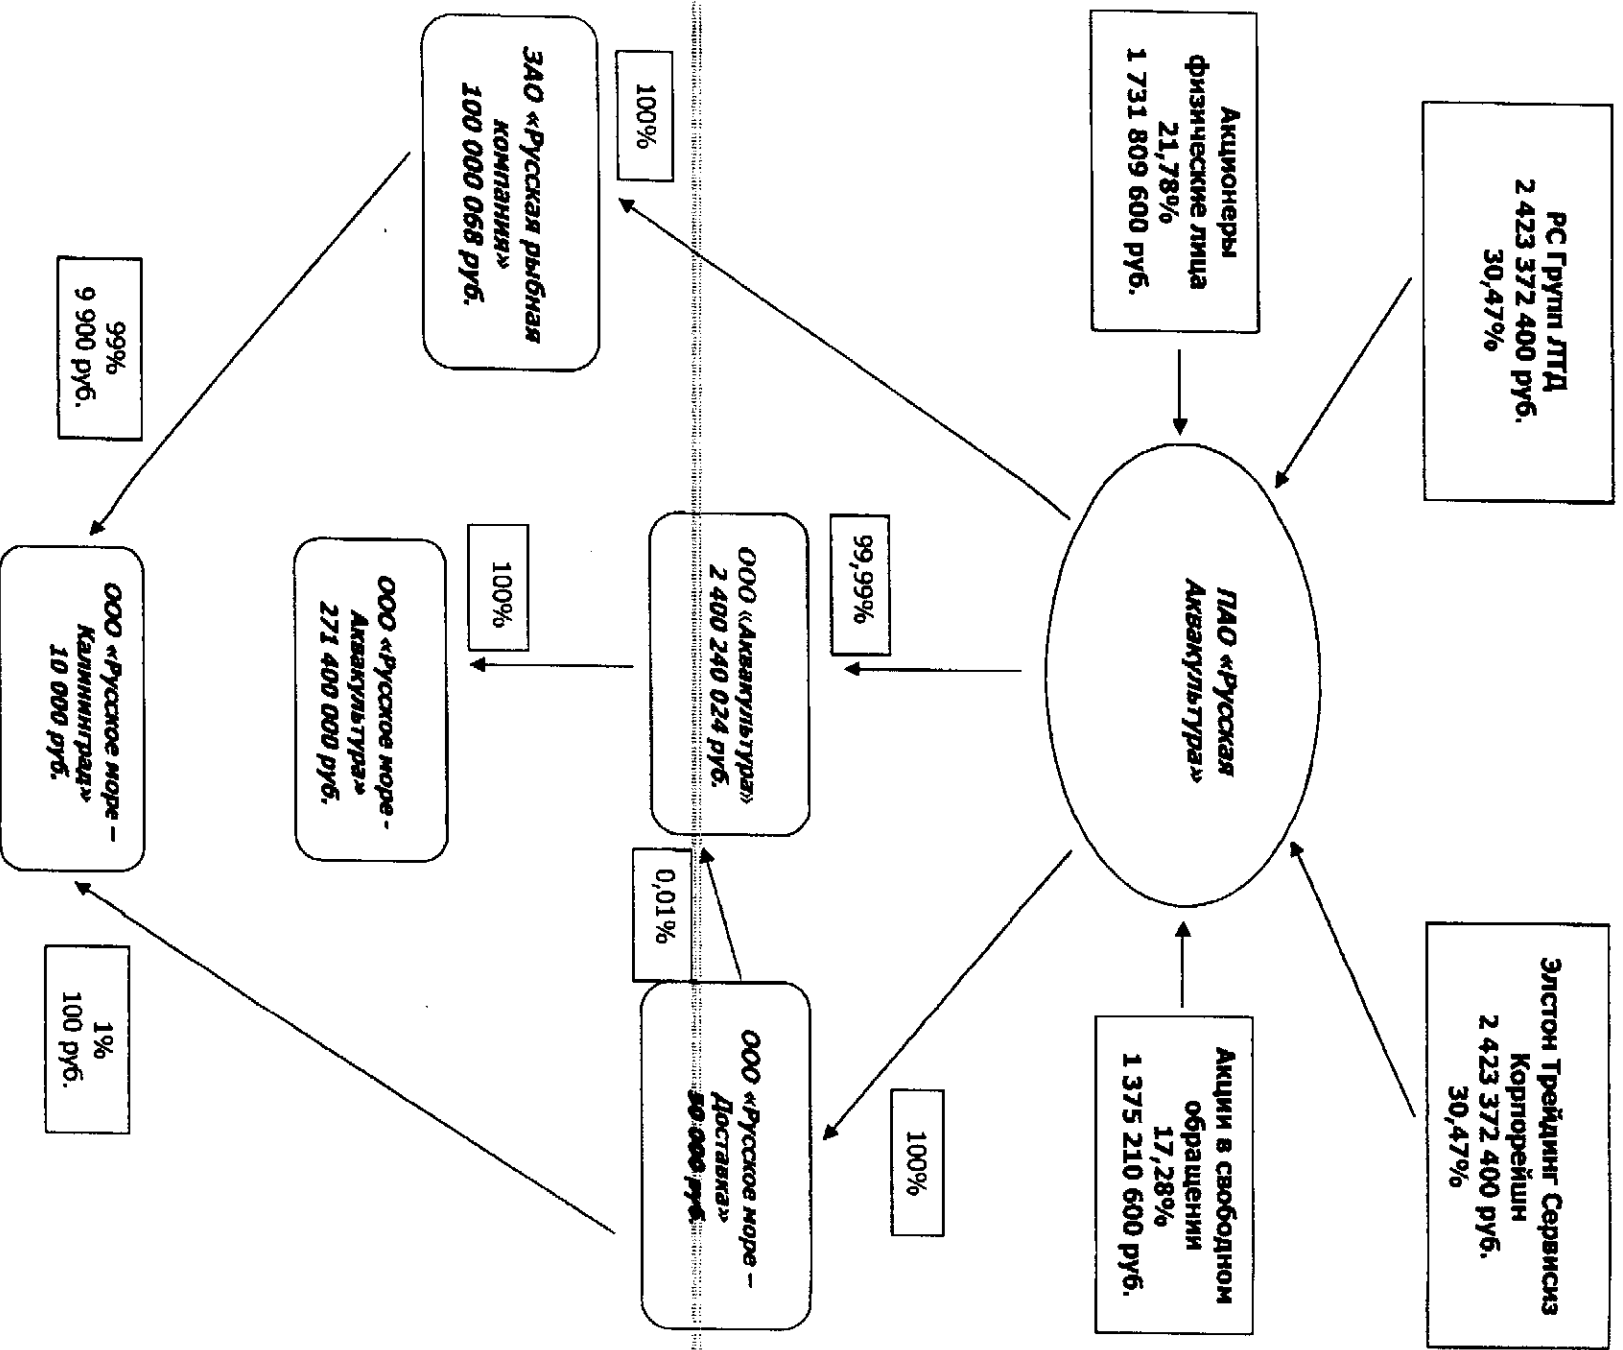 РС Групп ЛТД
2 423 372 400 руб.
30,47%
Элстон Трейдинг Сервисиз
Корпорейшн
2 423 372 400 руб.
30,47%
Акционеры
физические лица
21,78%
1 731 809 600 руб.
ПАО «Русская
Аквакультура»
Акции в свободном
обращении
17,28%
1 375 210 600 руб.
100%
99,99%
100%
ЗАО «Русская рыбная
компания»
100 000 068 руб.
ООО «Аквакультура»
2 400 240 024 руб.
0,01%
ООО «Русское море –
Доставка»
50 000 руб.
100%
ООО «Русское море -
Аквакультура»
271 400 000 руб.
99%
9 900 руб.
ООО «Русское море –
Калининград»
10 000 руб.
1%
100 руб.